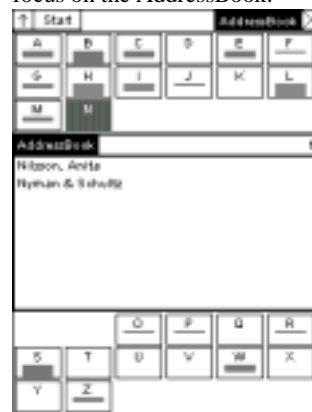 focus on the AddressBook.
↑ Start AddressBook
A B C D E F
G H I J K L
M N
AddressBook
Nilsson, Anita
Nyman & Schultz
O P Q R
S T U V W X
Y Z